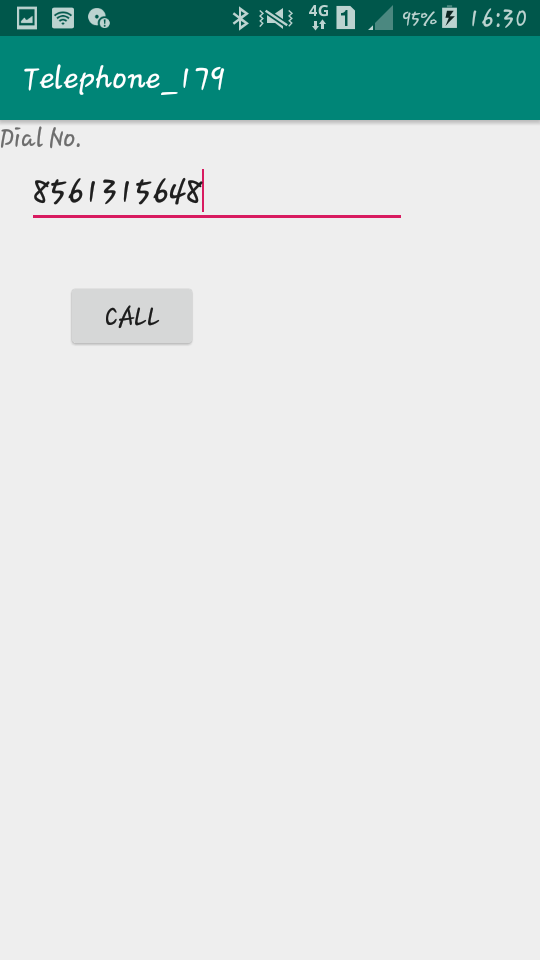 4G 1 95% 16:30
Telephone_179
Dial No.
8561315648
CALL